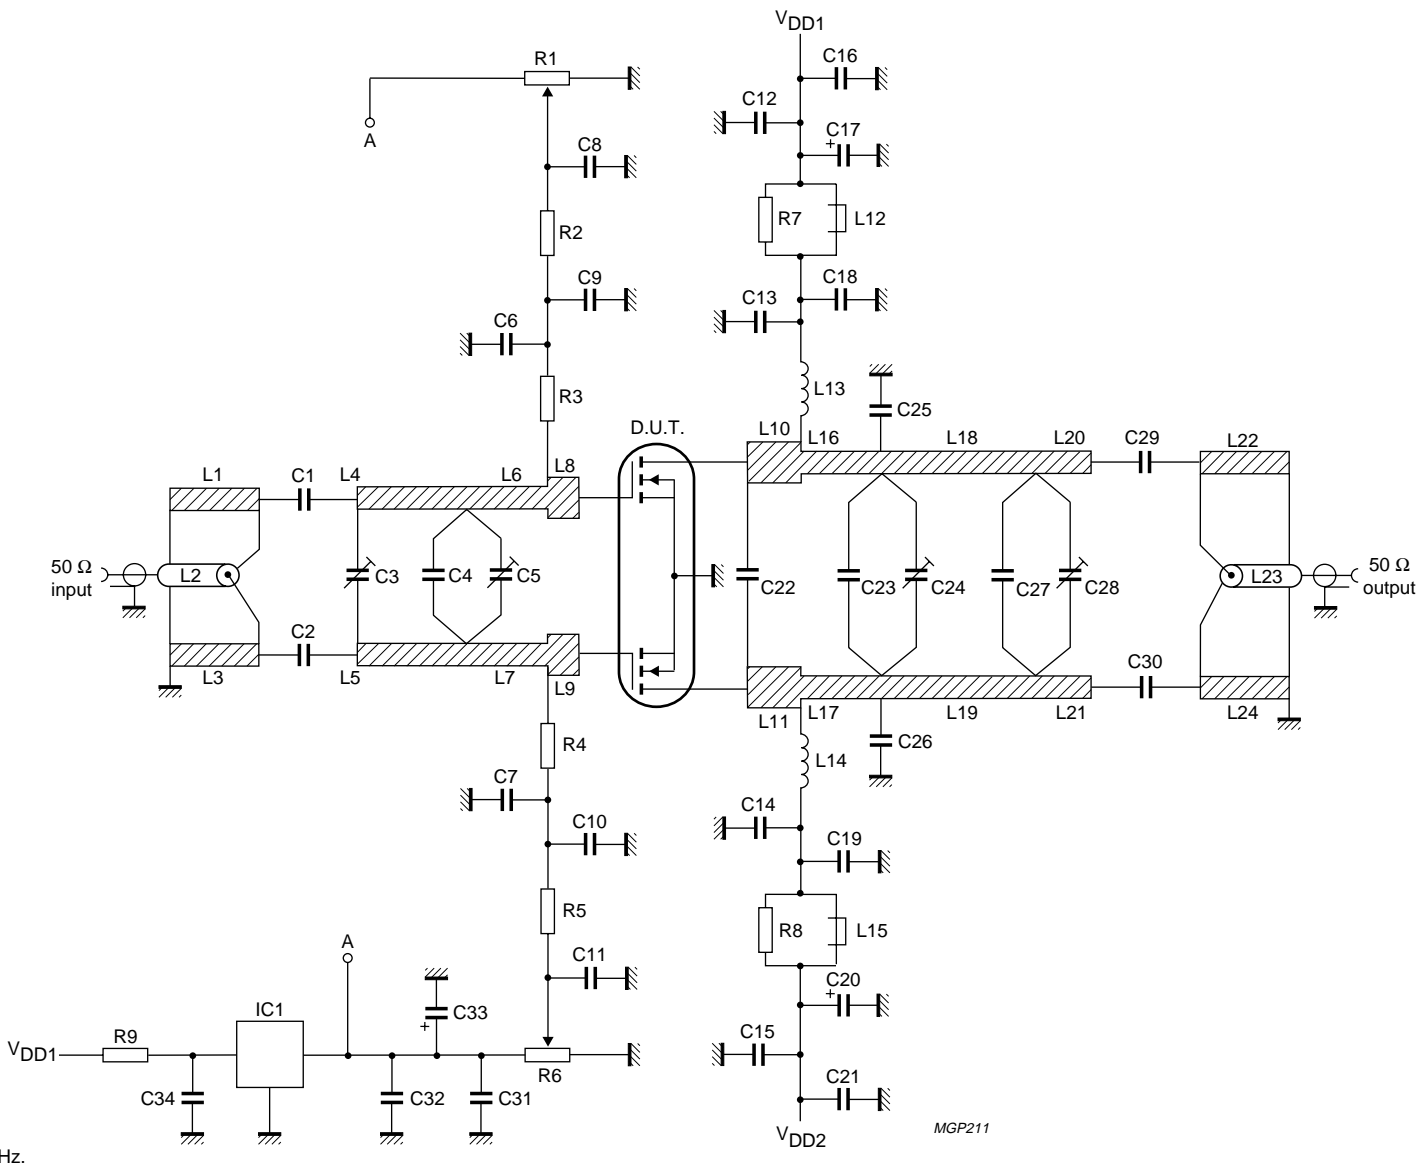 VDD1
R1
C16
C12
A
C17
+
C8
R7
L12
R2
C9
C18
C13
C6
L13
R3
C25
D.U.T.
L10
L16
L18
L20
C29
L22
L1
C1
L4
L6
L8
50 Ω
input
L2
C3
C4
C5
C22
C23
C24
C27
C28
L23
50 Ω
output
C2
L3
L5
L7
L9
C30
L11
L17
L19
L21
L24
R4
C26
L14
C7
C14
C10
C19
R5
R8
L15
A
C11
C20
+
IC1
C33
+
R9
C15
VDD1
R6
C34
C32
C31
C21
VDD2
MGP211
Hz.